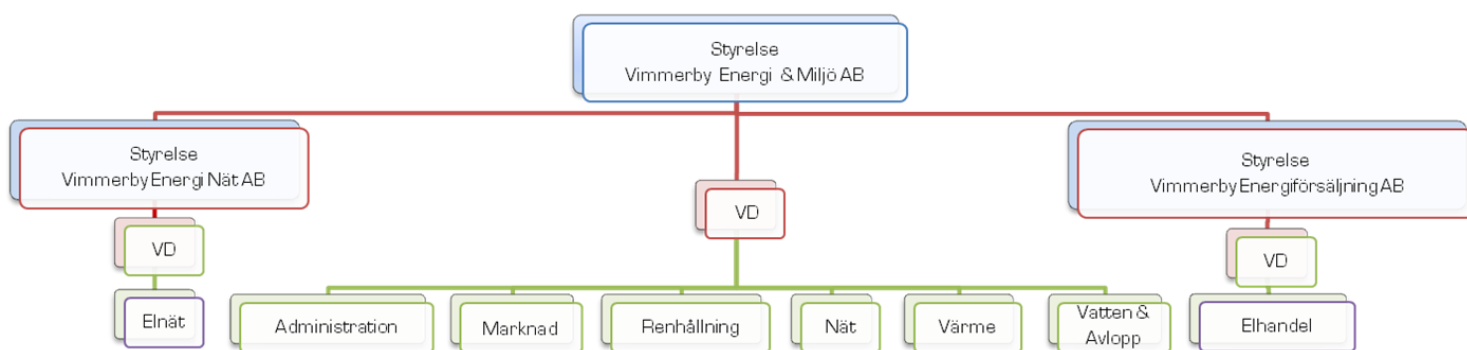 Styrelse
Vimmerby Energi & Miljö AB
Styrelse
Vimmerby Energi Nät AB
Styrelse
Vimmerby Energiförsäljning AB
VD
VD
VD
Elnät
Administration
Marknad
Renhållning
Nät
Värme
Vatten &
Avlopp
Elhandel